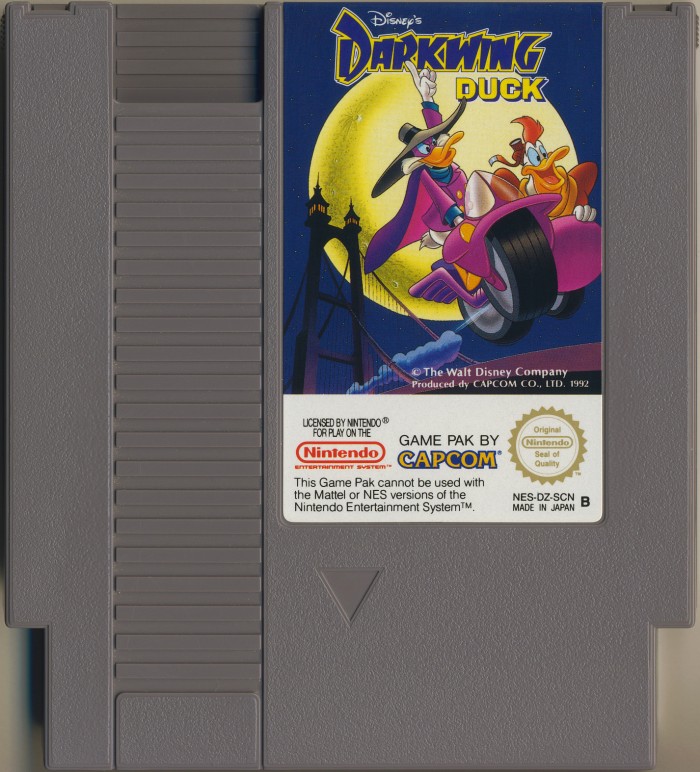 Disney's
DARKWING
DUCK
© The Walt Disney Company
Produced by CAPCOM CO., LTD. 1992
LICENSED BY NINTENDO®
FOR PLAY ON THE
Nintendo
ENTERTAINMENT SYSTEM™
GAME PAK BY
CAPCOM®
Original
Nintendo
Seal of
Quality
™
This Game Pak cannot be used with
the Mattel or NES versions of the
Nintendo Entertainment System™.
NES-DZ-SCN B
MADE IN JAPAN